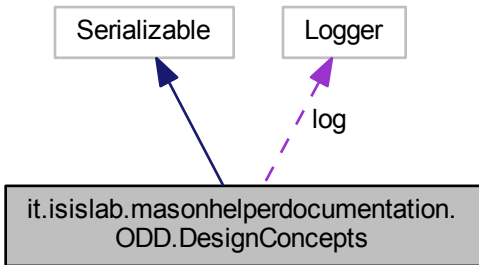 Serializable
Logger
log
it.isislab.masonhelperdocumentation.
ODD.DesignConcepts